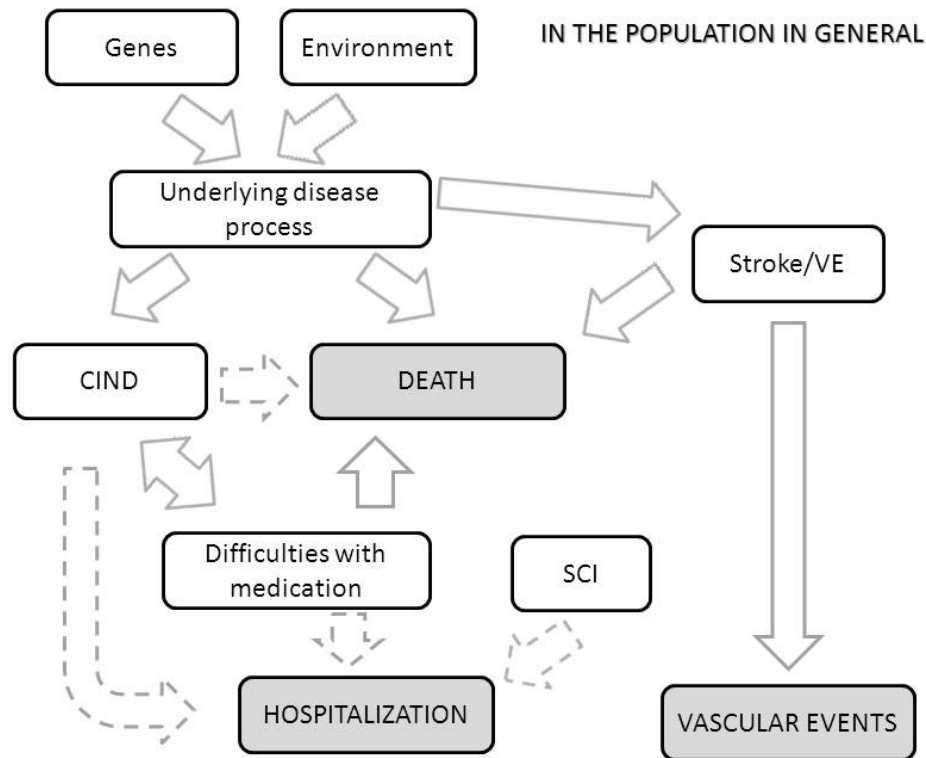 IN THE POPULATION IN GENERAL
Genes
Environment
Underlying disease
process
Stroke/VE
CIND
DEATH
Difficulties with
medication
SCI
HOSPITALIZATION
VASCULAR EVENTS